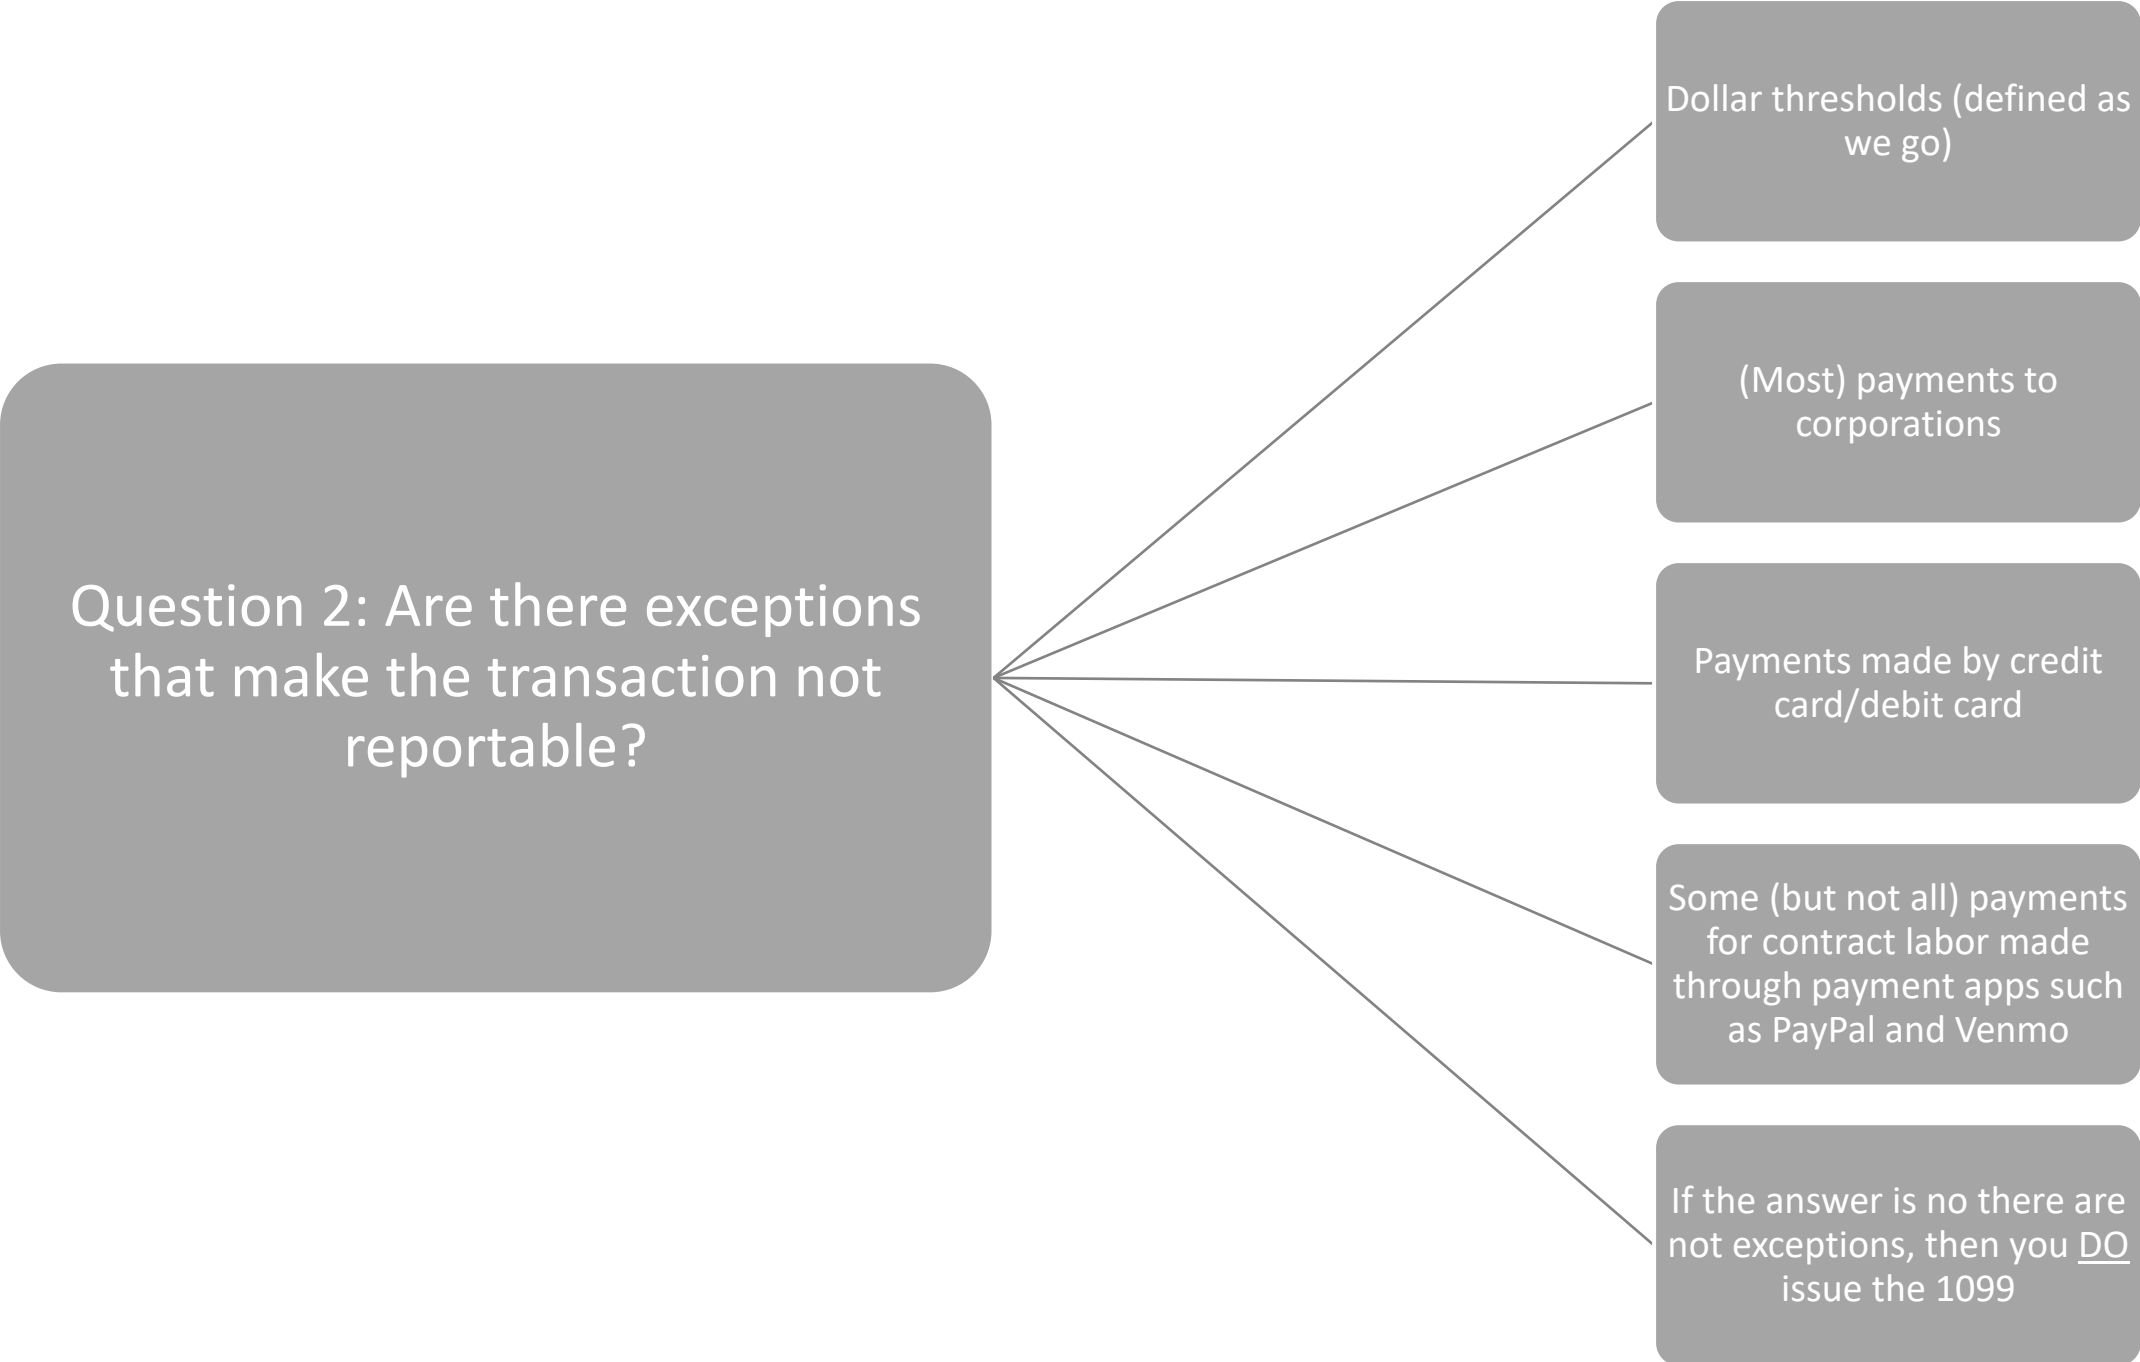 Question 2: Are there exceptions
that make the transaction not
reportable?
Dollar thresholds (defined as
we go)
(Most) payments to
corporations
Payments made by credit
card/debit card
Some (but not all) payments
for contract labor made
through payment apps such
as PayPal and Venmo
If the answer is no there are
not exceptions, then you DO
issue the 1099